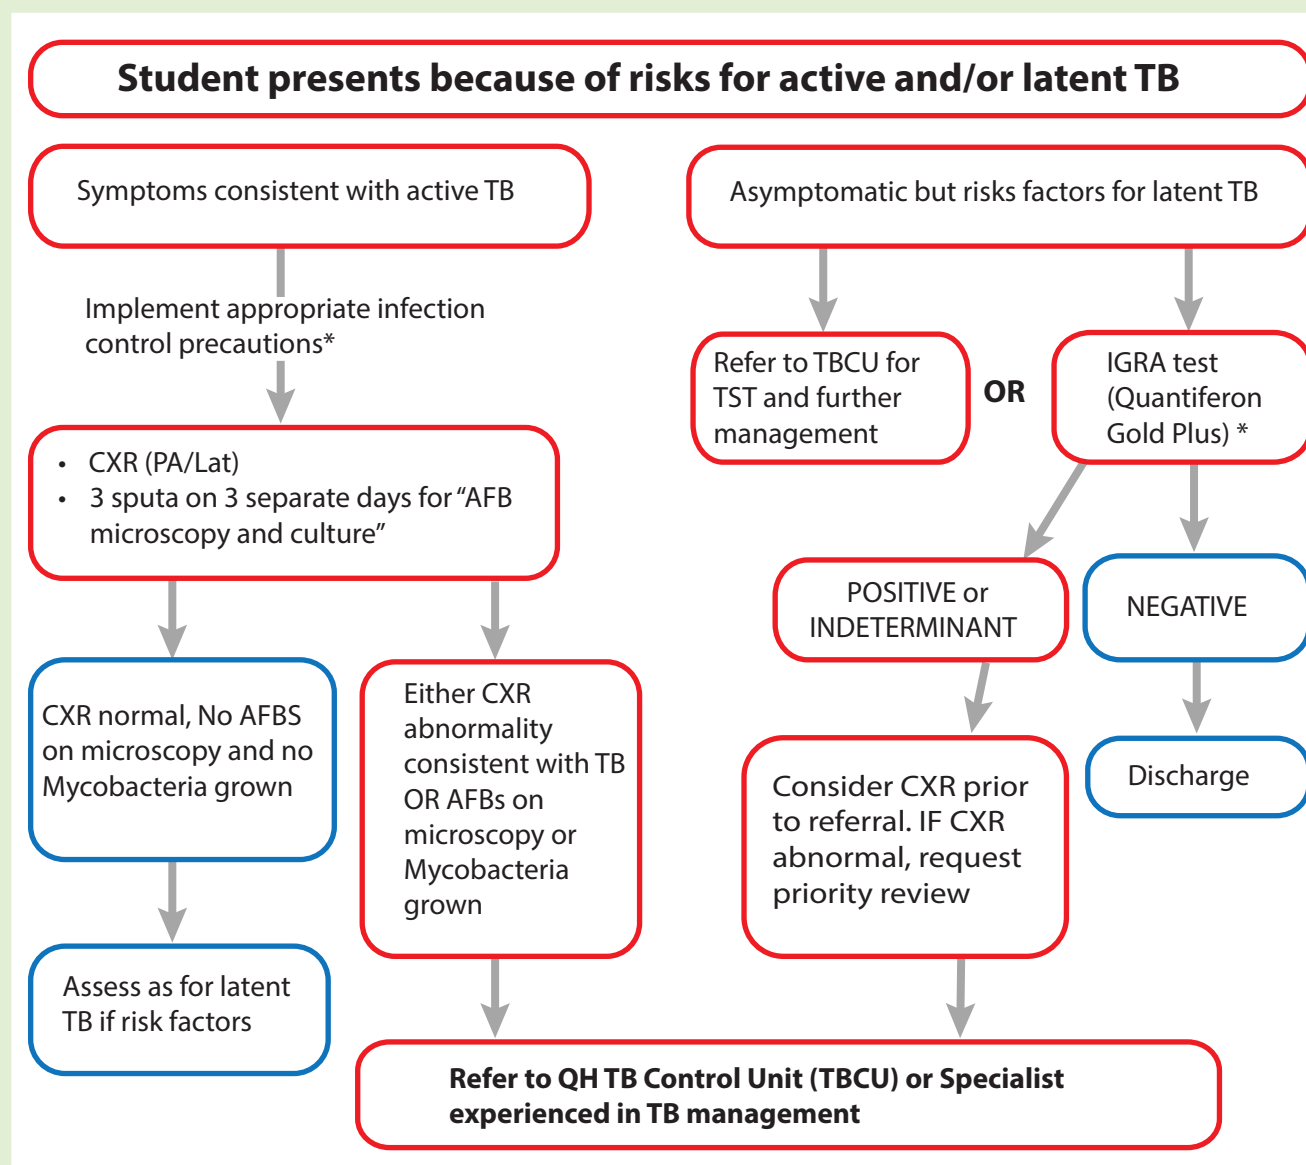 Student presents because of risks for active and/or latent TB
Symptoms consistent with active TB
Asymptomatic but risks factors for latent TB
Implement appropriate infection
control precautions*
Refer to TBCU for
TST and further
management
OR
IGRA test
(Quantiferon
Gold Plus) *
• CXR (PA/Lat)
• 3 sputa on 3 separate days for “AFB
microscopy and culture”
POSITIVE or
INDETERMINANT
NEGATIVE
CXR normal, No AFBS
on microscopy and no
Mycobacteria grown
Either CXR
abnormality
consistent with TB
OR AFBs on
microscopy or
Mycobacteria
grown
Consider CXR prior
to referral. IF CXR
abnormal, request
priority review
Discharge
Assess as for latent
TB if risk factors
Refer to QH TB Control Unit (TBCU) or Specialist
experienced in TB management